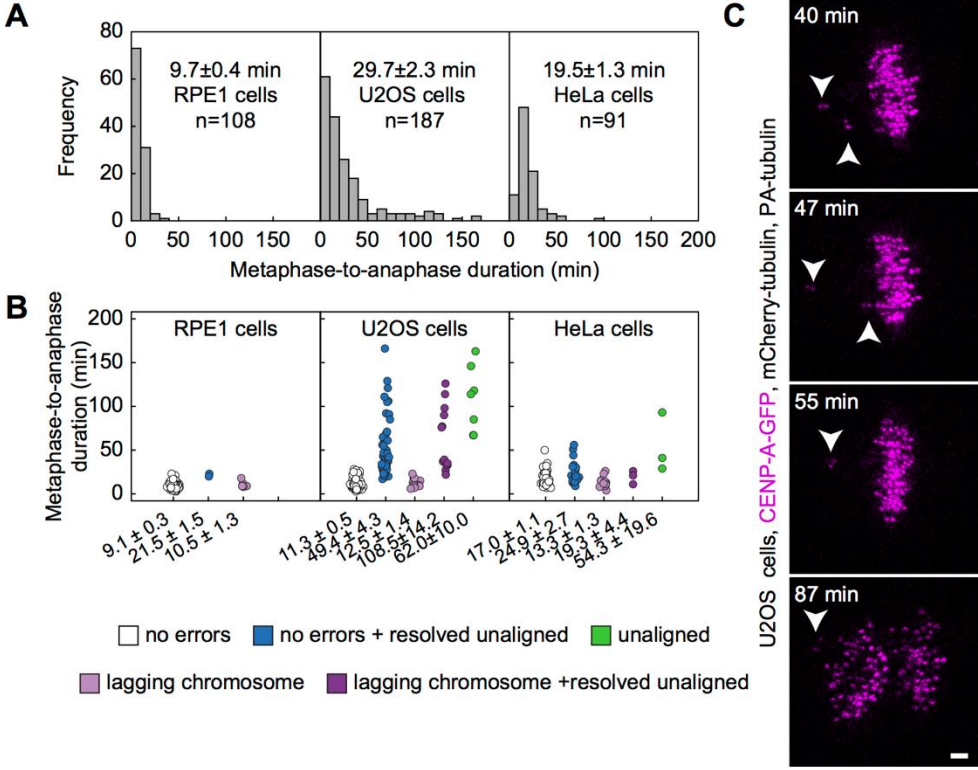 A
80
60
40
20
0
Frequency
9.7±0.4 min
RPE1 cells
n=108
29.7±2.3 min
U2OS cells
n=187
19.5±1.3 min
HeLa cells
n=91
0 50 100 150 0 50 100 150 0 50 100 150 200
Metaphase-to-anaphase duration (min)
B
Metaphase-to-anaphase
duration (min)
200
150
100
50
0
RPE1 cells
U2OS cells
HeLa cells
9.1 ± 0.3
21.5 ± 1.5
10.5 ± 1.3
11.3 ± 0.5
49.4 ± 4.3
12.5 ± 1.4
108.5±14.2
62.0±10.0
17.0 ± 1.1
24.9 ± 2.7
13.3 ± 1.3
19.3 ± 4.4
54.3 ± 19.6
no errors
no errors + resolved unaligned
unaligned
lagging chromosome
lagging chromosome +resolved unaligned
C
U2OS cells, CENP-A-GFP, mCherry-tubulin, PA-tubulin
40 min
47 min
55 min
87 min